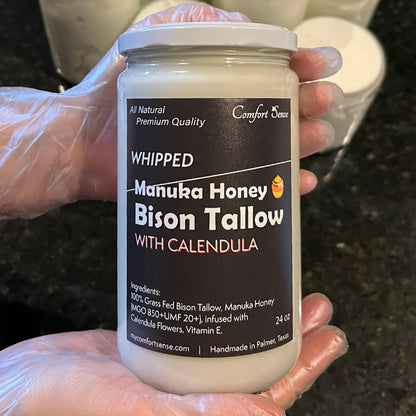 All Natural
Premium Quality
Comfort Sense
WHIPPED
Manuka Honey
Bison Tallow
WITH CALENDULA
Ingredients:
100% Grass Fed Bison Tallow, Manuka Honey
(MGO 850+UMF 20+), infused with
Calendula Flowers, Vitamin E.
24 oz
mycomfortsense.com | Handmade in Palmer, Texas